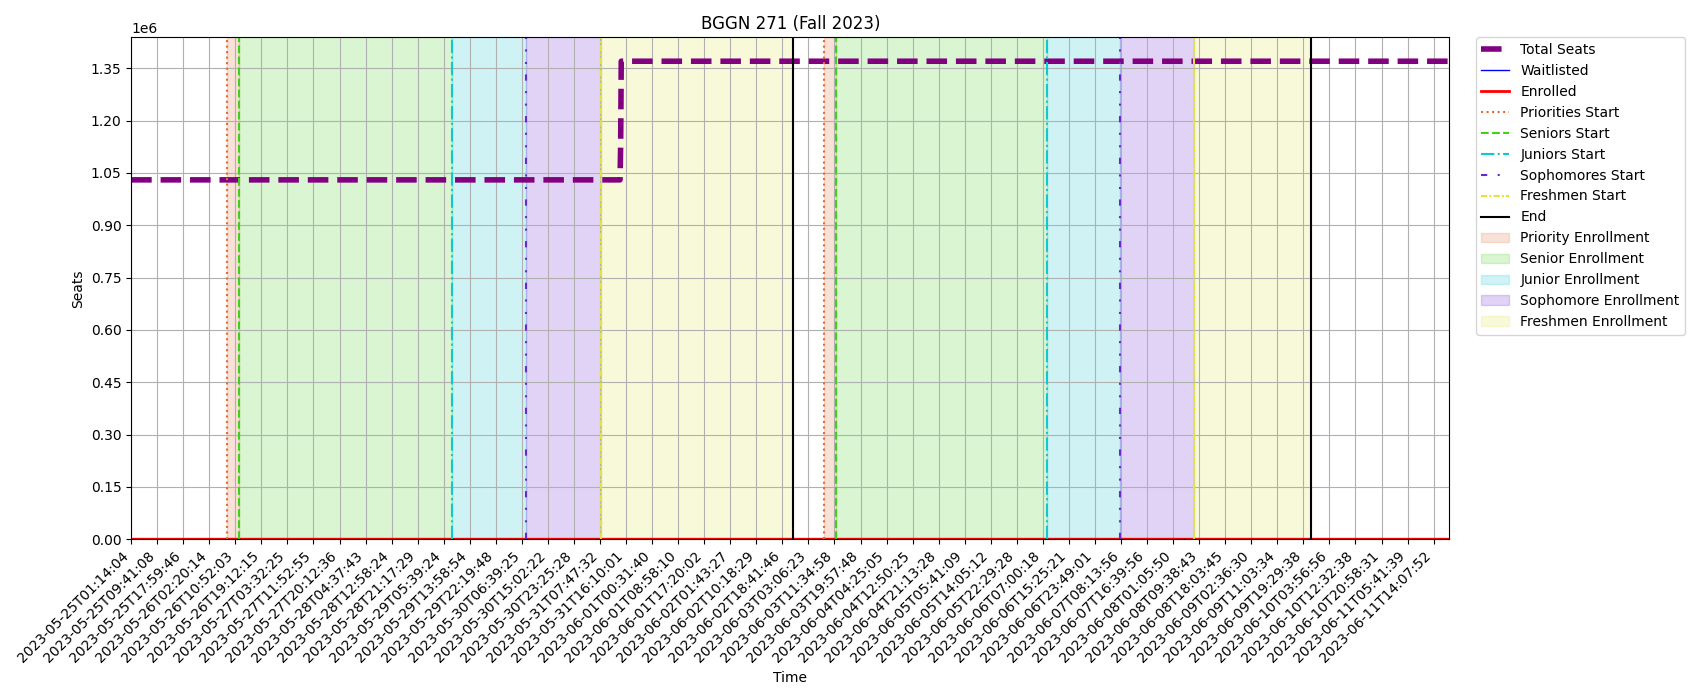 BGGN 271 (Fall 2023)
1e6
1.35
1.20
1.05
0.90
0.75
0.60
0.45
0.30
0.15
0.00
Seats
2023-05-25T01:14:04
2023-05-25T09:41:08
2023-05-25T17:59:46
2023-05-26T02:20:14
2023-05-26T10:52:03
2023-05-26T19:12:15
2023-05-27T03:32:25
2023-05-27T11:52:55
2023-05-27T20:12:36
2023-05-28T04:37:43
2023-05-28T12:58:24
2023-05-28T21:17:29
2023-05-29T05:39:24
2023-05-29T13:58:54
2023-05-29T22:19:48
2023-05-30T06:39:25
2023-05-30T15:02:22
2023-05-30T23:25:28
2023-05-31T07:47:32
2023-05-31T16:10:01
2023-06-01T00:31:40
2023-06-01T08:58:10
2023-06-01T17:20:02
2023-06-02T01:43:27
2023-06-02T10:18:29
2023-06-02T18:41:46
2023-06-03T03:06:23
2023-06-03T11:34:58
2023-06-03T19:57:48
2023-06-04T04:25:05
2023-06-04T12:50:25
2023-06-04T21:13:28
2023-06-05T05:41:09
2023-06-05T14:05:12
2023-06-05T22:29:28
2023-06-06T07:00:18
2023-06-06T15:25:21
2023-06-06T23:49:01
2023-06-07T08:13:56
2023-06-07T16:39:56
2023-06-08T01:05:50
2023-06-08T09:38:43
2023-06-08T18:03:45
2023-06-09T02:36:30
2023-06-09T11:03:34
2023-06-09T19:29:38
2023-06-10T03:56:56
2023-06-10T12:32:38
2023-06-10T20:58:31
2023-06-11T05:41:39
2023-06-11T14:07:52
Time
Total Seats
Waitlisted
Enrolled
Priorities Start
Seniors Start
Juniors Start
Sophomores Start
Freshmen Start
End
Priority Enrollment
Senior Enrollment
Junior Enrollment
Sophomore Enrollment
Freshmen Enrollment